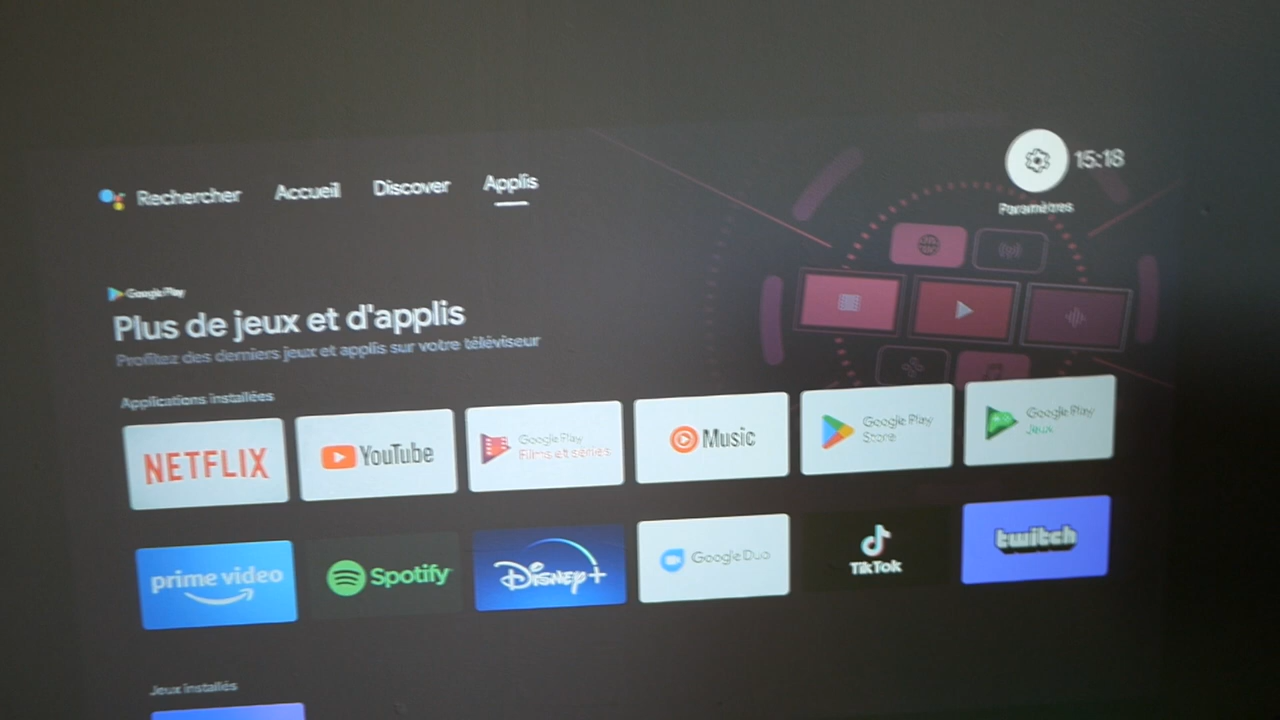 Rechercher Accueil Discover Applis
15:18
Paramètres
Google Play
Plus de jeux et d'applis
Profitez des derniers jeux et applis sur votre téléviseur
Applications installées
NETFLIX
YouTube
Google Play
Films et séries
Music
Google Play
Store
Google Play
Jeux
prime video
Spotify
Disney+
Google Duo
TikTok
twitch
Jeux installés